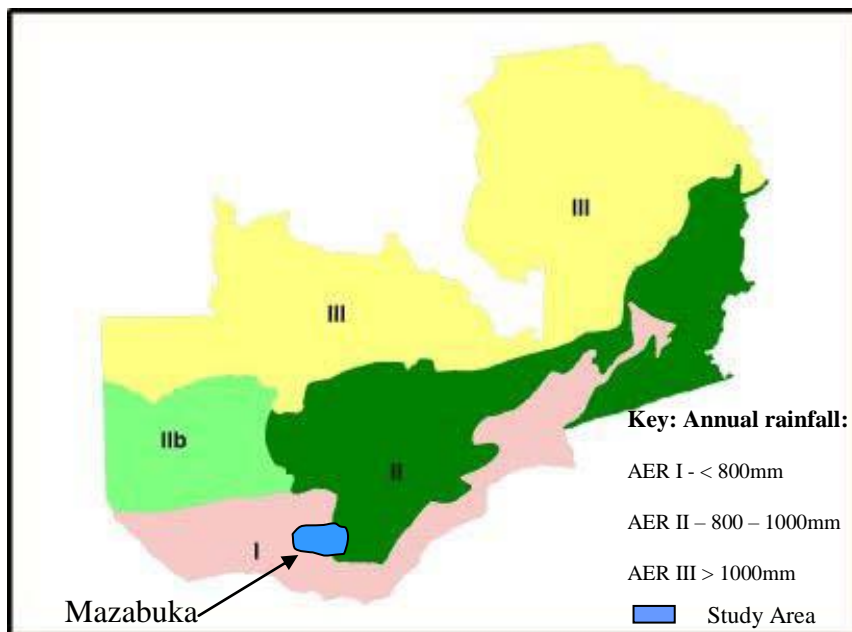 III
III
IIb
II
I
Mazabuka
Key: Annual rainfall:
AER I - < 800mm
AER II – 800 – 1000mm
AER III > 1000mm
Study Area